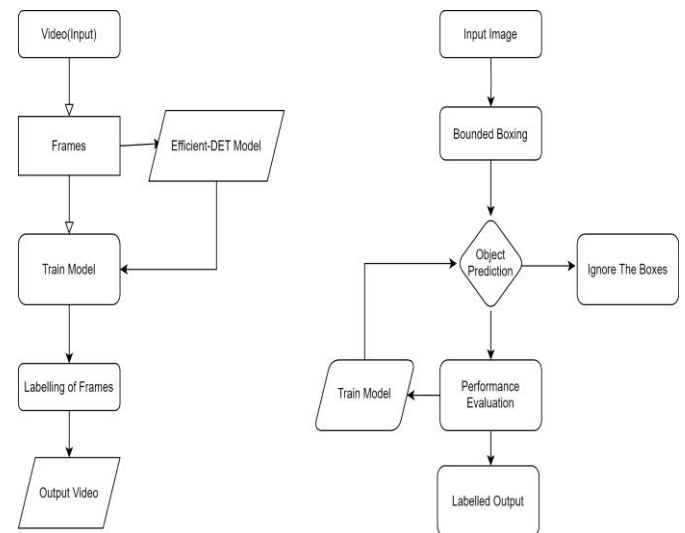 Video(Input)
Frames
Efficient-DET Model
Train Model
Labelling of Frames
Output Video
Input Image
Bounded Boxing
Object
Prediction
Ignore The Boxes
Train Model
Performance
Evaluation
Labelled Output